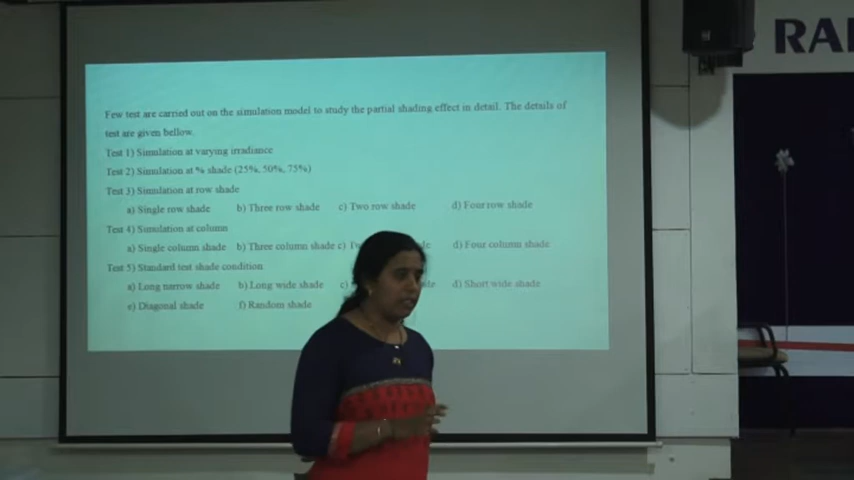 RAI
Few test are carried out on the simulation model to study the partial shading effect in detail. The details of
test are given bellow.
Test 1) Simulation at varying irradiance
Test 2) Simulation at % shade (25%, 50%, 75%)
Test 3) Simulation at row shade
a) Single row shade b) Three row shade c) Two row shade d) Four row shade
Test 4) Simulation at column
a) Single column shade b) Three column shade c) d) Four column shade
Test 5) Standard test shade condition
a) Long narrow shade b) Long wide shade c) d) Short wide shade
e) Diagonal shade f) Random shade